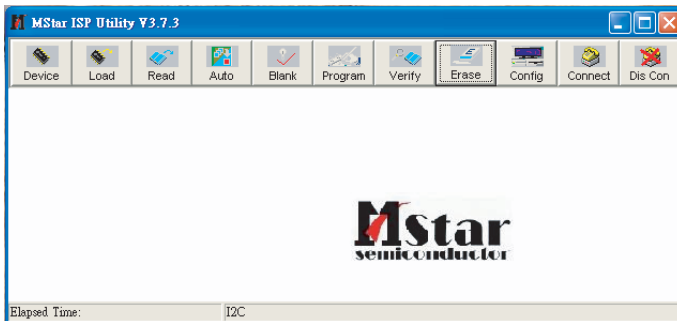 MStar ISP Utility V3.7.3
Device Load Read Auto Blank Program Verify Erase Config Connect Dis Con
Mstar
semiconductor
Elapsed Time: I2C